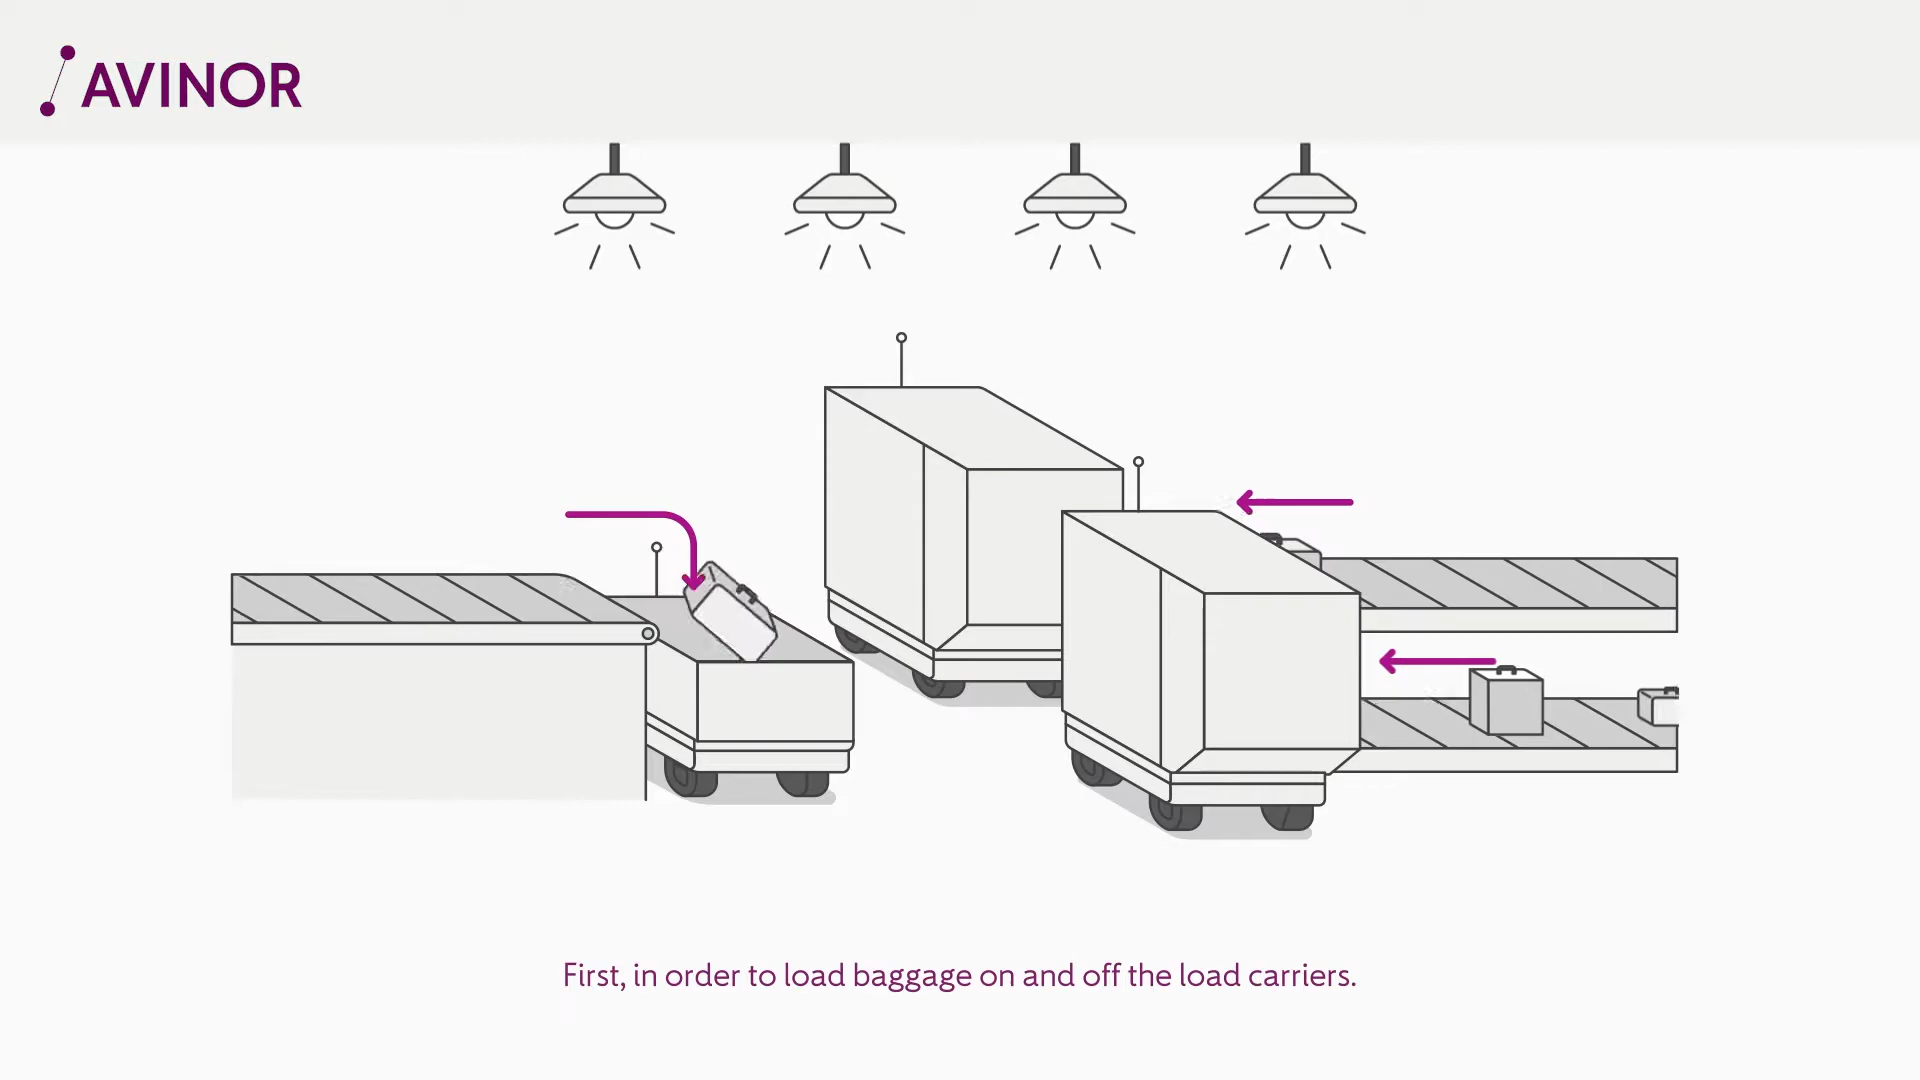 AVINOR
First, in order to load baggage on and off the load carriers.